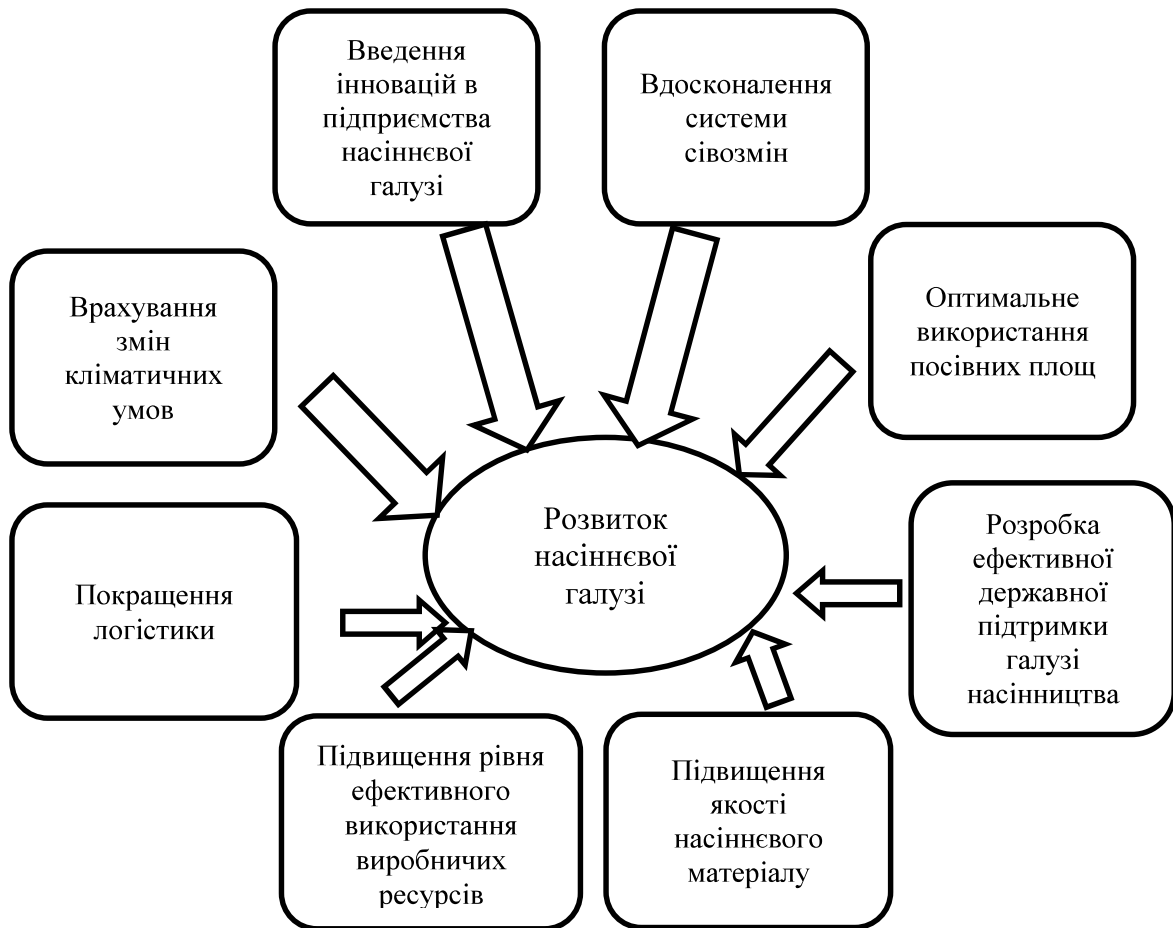 Введення
інновацій в
підприємства
насіннєвої
галузі
Вдосконалення
системи
сівозмін
Врахування
змін
кліматичних
умов
Оптимальне
використання
посівних площ
Розвиток
насіннєвої
галузі
Покращення
логістики
Розробка
ефективної
державної
підтримки
галузі
насінництва
Підвищення рівня
ефективного
використання
виробничих
ресурсів
Підвищення
якості
насіннєвого
матеріалу